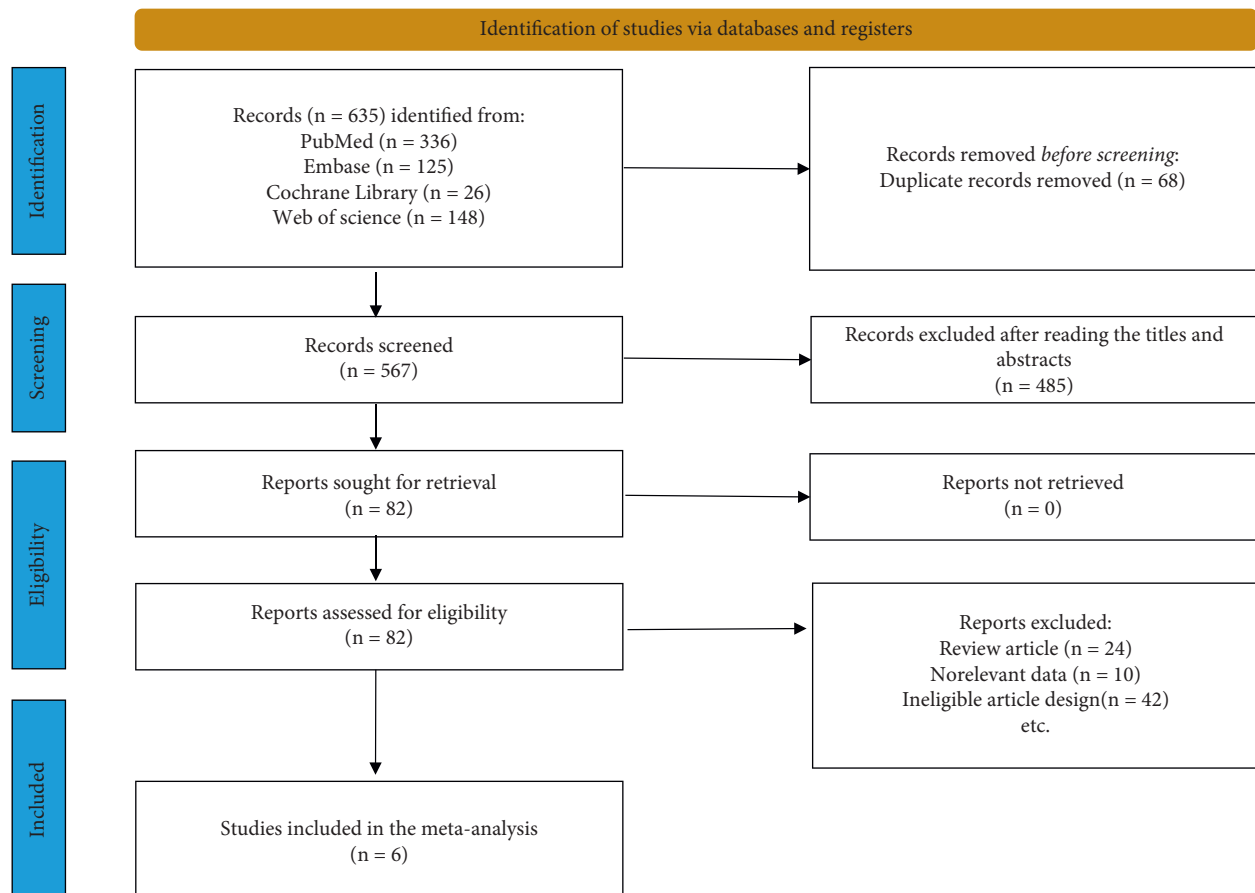 Identification of studies via databases and registers
Identification
Records (n = 635) identified from:
PubMed (n = 336)
Embase (n = 125)
Cochrane Library (n = 26)
Web of science (n = 148)
Records removed before screening:
Duplicate records removed (n = 68)
Screening
Records screened
(n = 567)
Records excluded after reading the titles and
abstracts
(n = 485)
Eligibility
Reports sought for retrieval
(n = 82)
Reports not retrieved
(n = 0)
Reports assessed for eligibility
(n = 82)
Reports excluded:
Review article (n = 24)
Norelevant data (n = 10)
Ineligible article design(n = 42)
etc.
Included
Studies included in the meta-analysis
(n = 6)